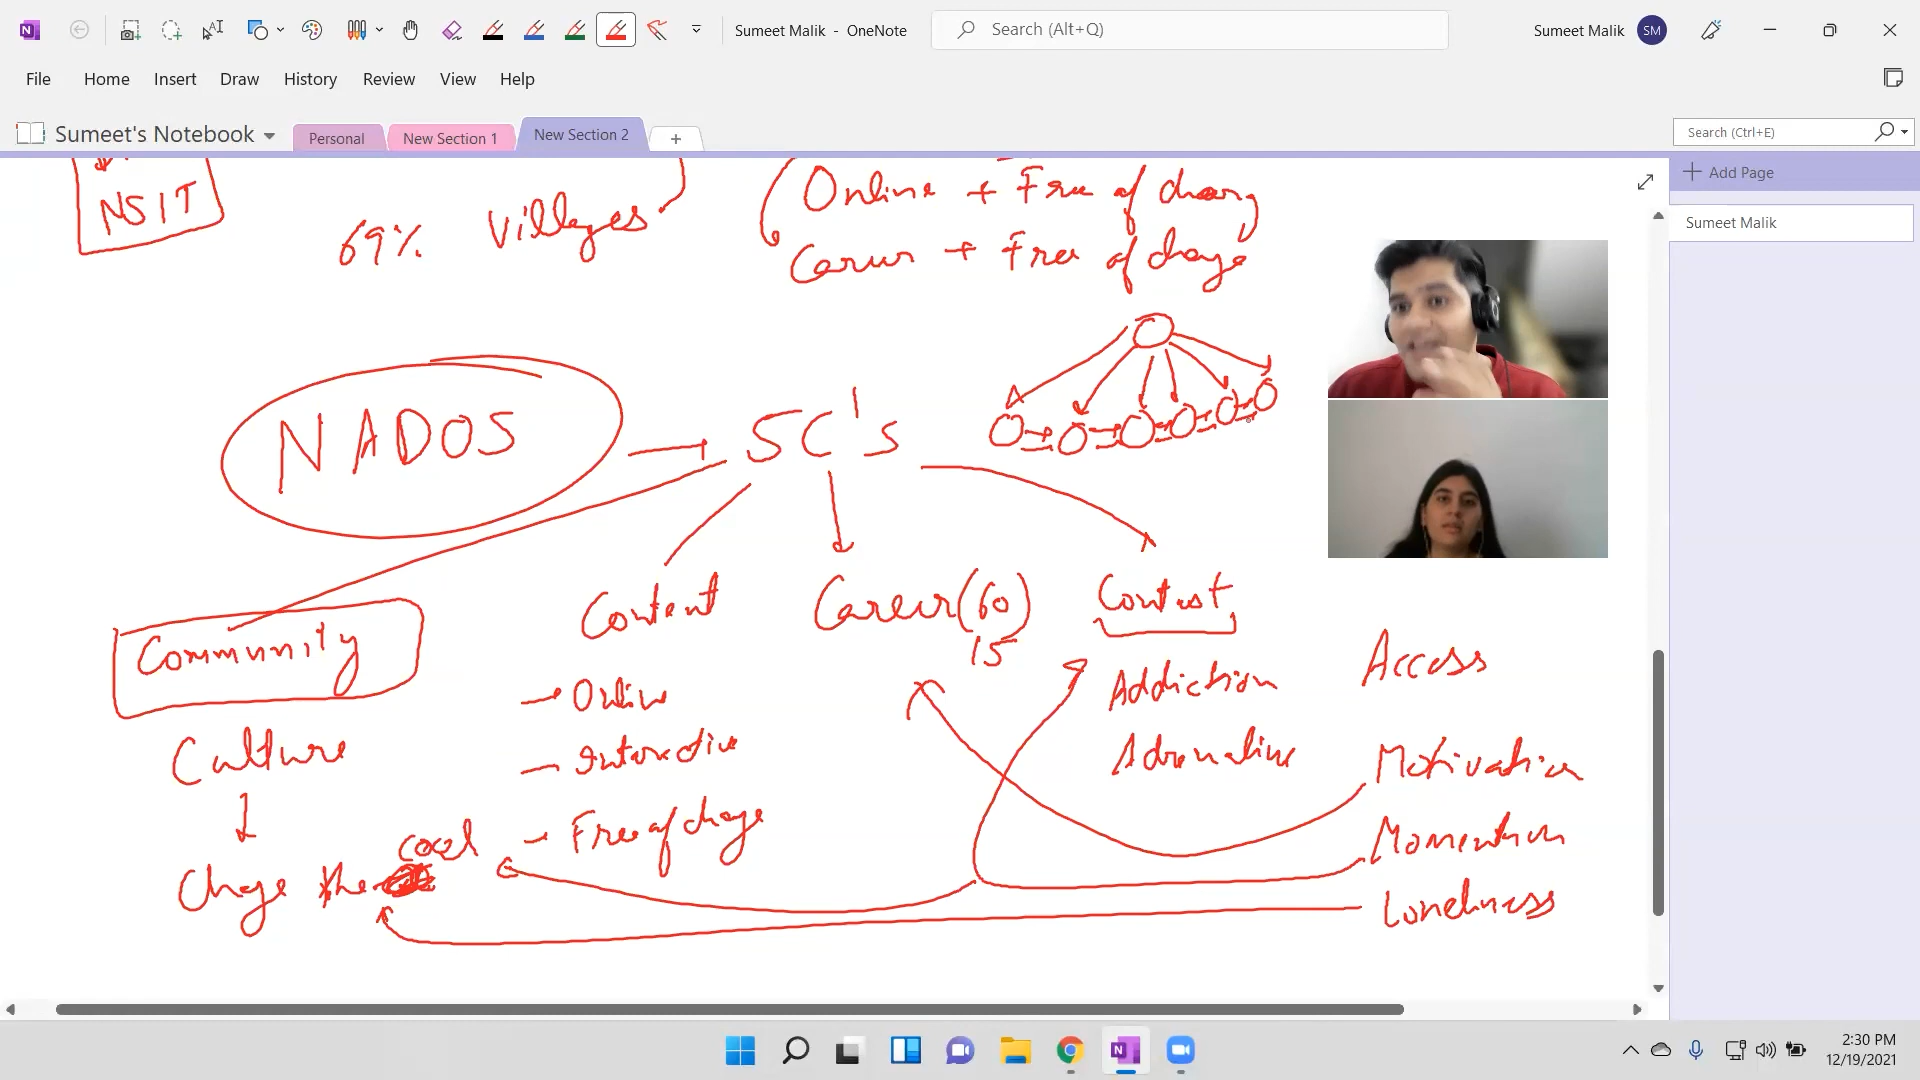 Sumeet Malik - OneNote
Search (Alt+Q)
Sumeet Malik
SM
File Home Insert Draw History Review View Help
Sumeet's Notebook
Personal
New Section 1
New Section 2
+
Search (Ctrl+E)
Add Page
Sumeet Malik
NSIT
69% Villages
Online + Free of charg
Career + Free of charge
NADOS
5C's
Community
Content
Career (60)
15
Contest
Culture
Change the cool
→ Online
— Interactive
→ Free of charge
Addiction
Adrenaline
Access
Motivation
Momentum
Loneliness
2:30 PM
12/19/2021